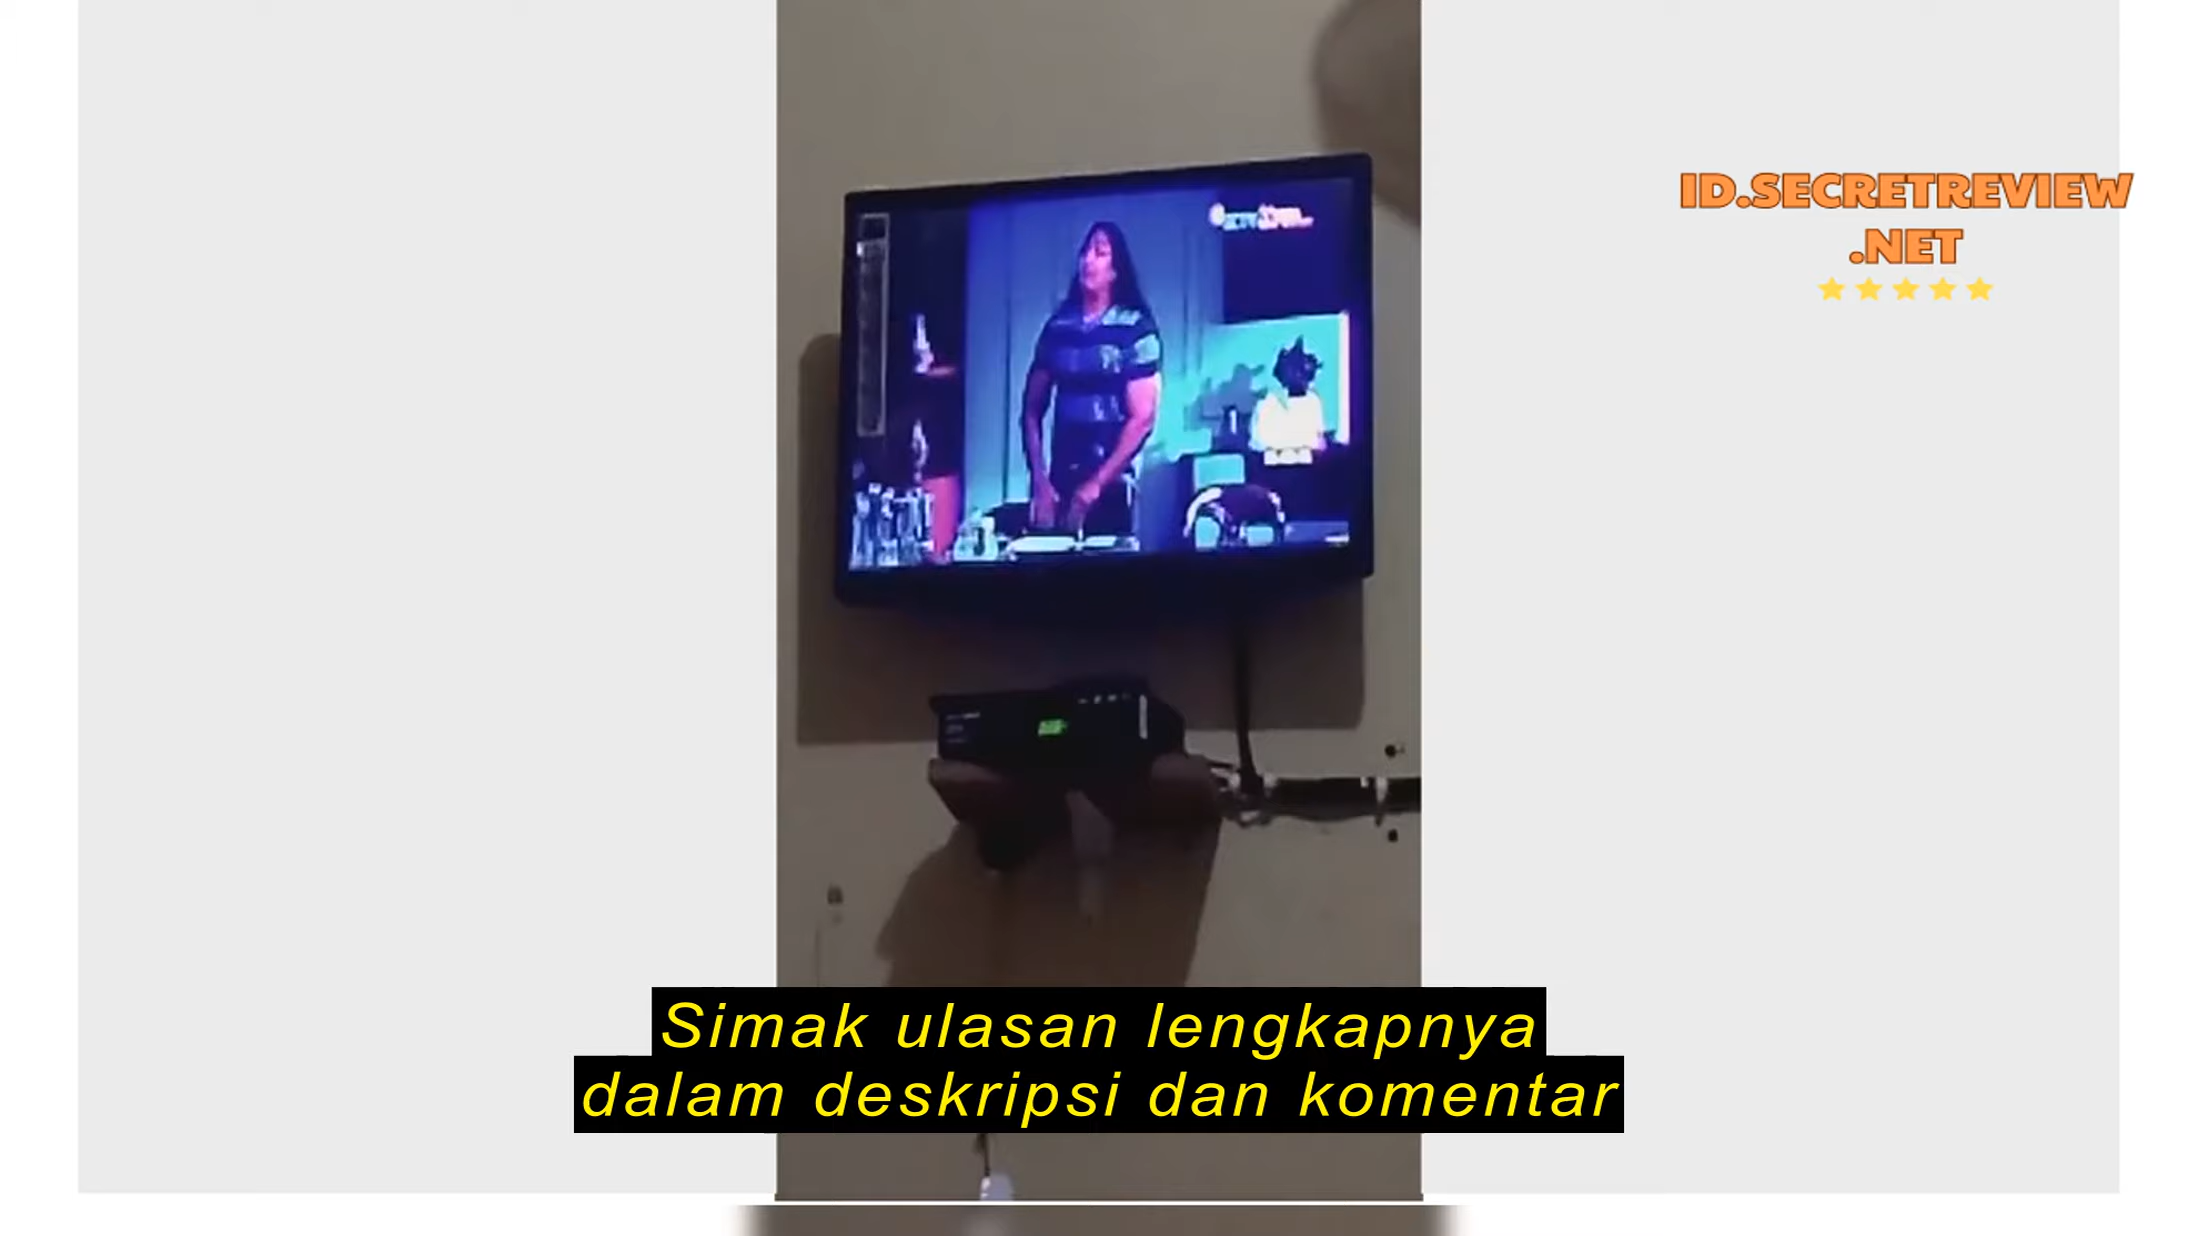 ID.SECRETREVIEW
.NET
Simak ulasan lengkapnya
dalam deskripsi dan komentar